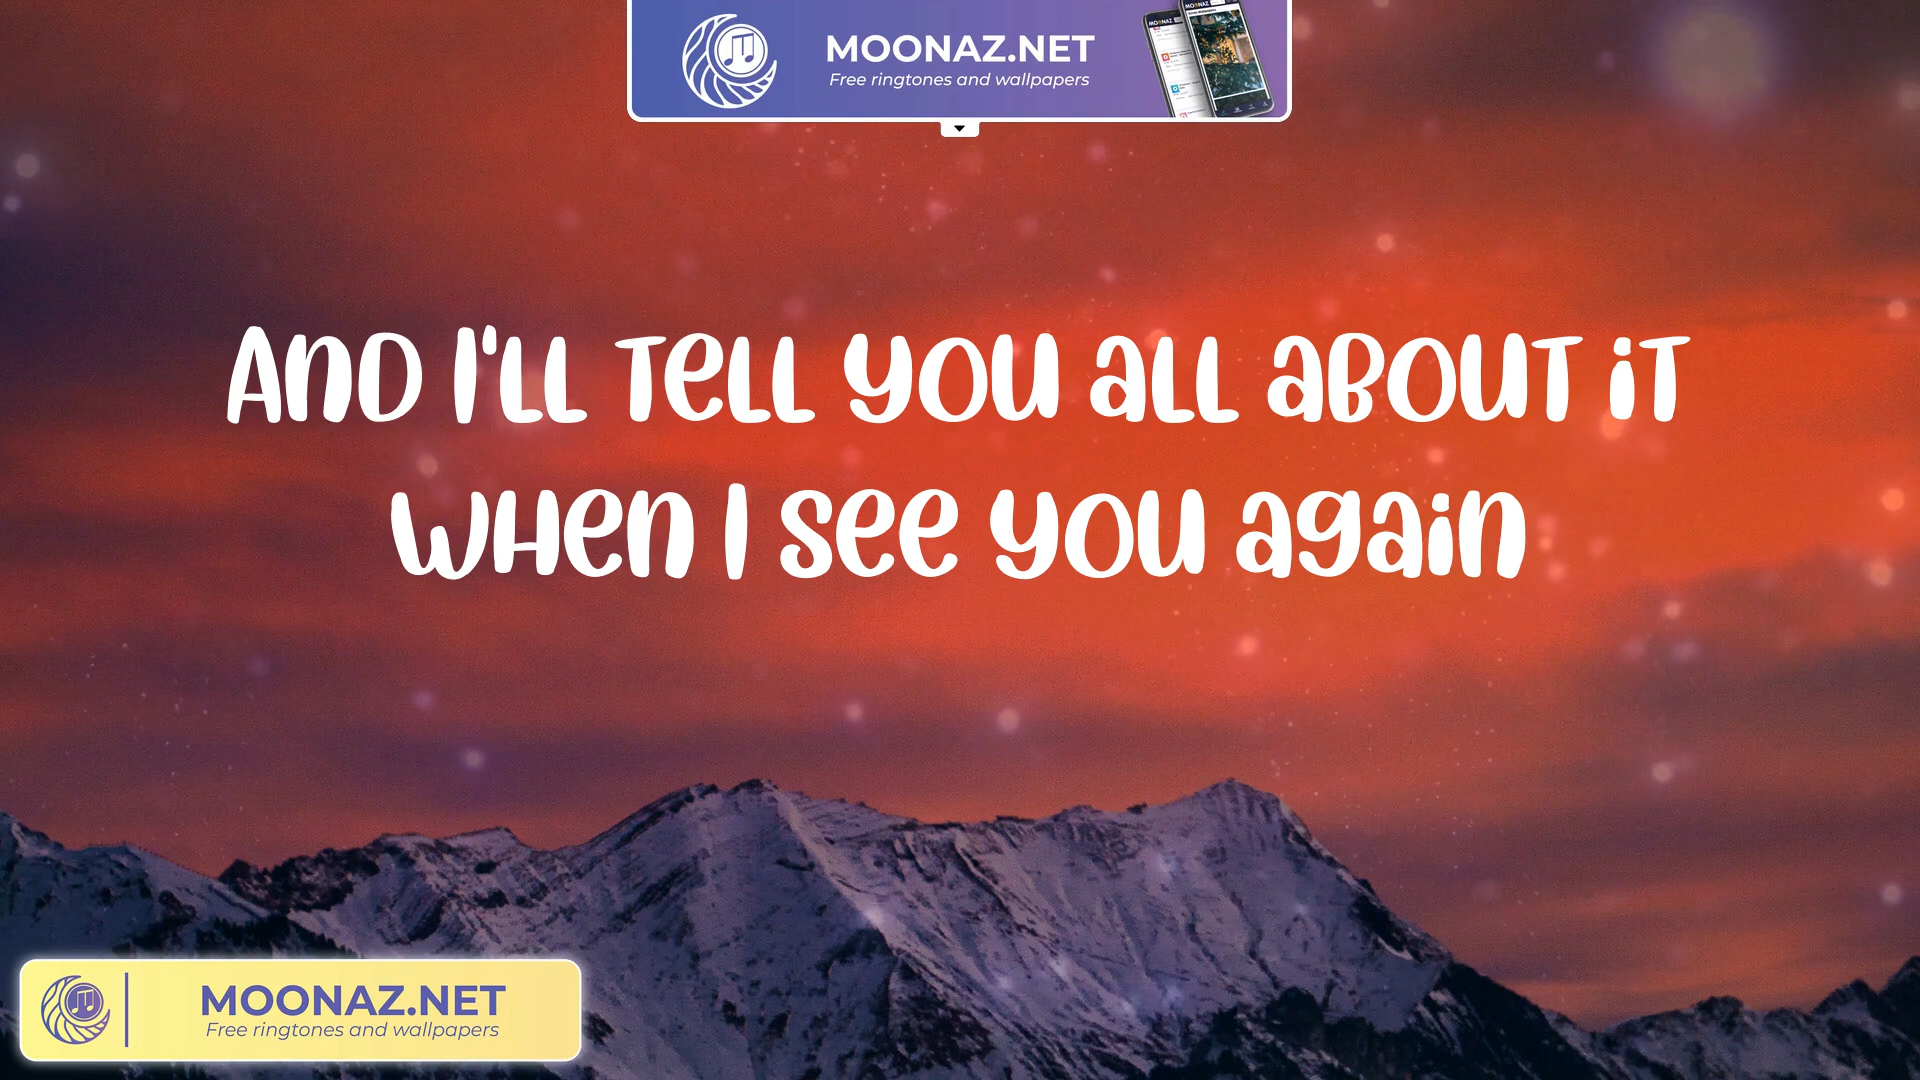 MOONAZ.NET
Free ringtones and wallpapers
And I'll tell you all about it
when I see you again
MOONAZ.NET
Free ringtones and wallpapers